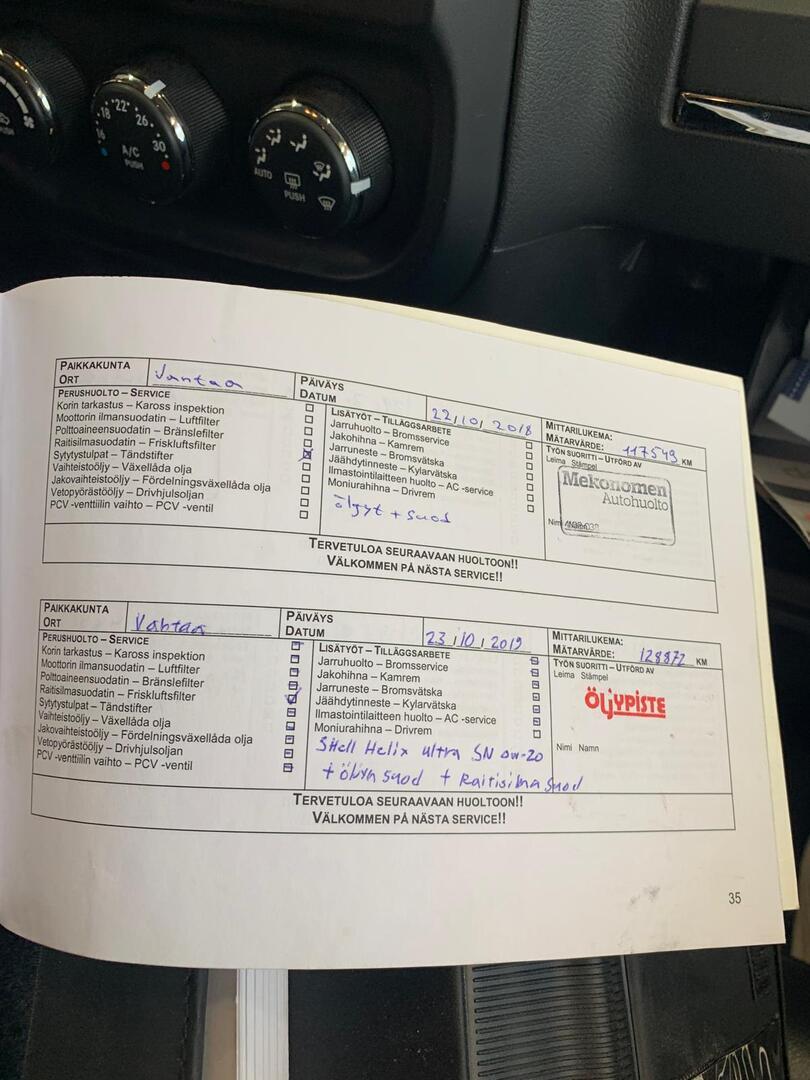 18 22 26
16 30
A/C
PUSH
AUTO
PUSH
PAIKKAKUNTA
ORT
Vantaa
PÄIVÄYS
DATUM
22/10/2018
MITTARILUKEMA:
MÄTARVÄRDE: 117549 KM
PERUSHUOLTO – SERVICE
Korin tarkastus – Kaross inspektion
Moottorin ilmansuodatin – Luftfilter
Polttoaineensuodatin – Bränslefilter
Raitisilmasuodatin – Friskluftsfilter
Sytytystulpat – Tändstifter
Vaihteistoöljy – Växellåda olja
Jakovaihteistoöljy – Fördelningsväxellåda olja
Vetopyörästööljy – Drivhjulsoljan
PCV -venttiilin vaihto – PCV -ventil
LISÄTYÖT – TILLÄGGSARBETE
Jarruhuolto – Bromsservice
Jakohihna – Kamrem
Jarruneste – Bromsvätska
Jäähdytinneste – Kylarvätska
Ilmastointilaitteen huolto – AC -service
Moniurahihna – Drivrem
öljyt + suod
TYÖN SUORITTI – UTFÖRD AV
Leima Stämpel
Mekonomen
Autohuolto
TERVETULOA SEURAAVAAN HUOLTOON!!
VÄLKOMMEN PÅ NÄSTA SERVICE!!
PAIKKAKUNTA
ORT
Vantaa
PÄIVÄYS
DATUM
23/10/2019
MITTARILUKEMA:
MÄTARVÄRDE: 128872 KM
PERUSHUOLTO – SERVICE
Korin tarkastus – Kaross inspektion
Moottorin ilmansuodatin – Luftfilter
Polttoaineensuodatin – Bränslefilter
Raitisilmasuodatin – Friskluftsfilter
Sytytystulpat – Tändstifter
Vaihteistoöljy – Växellåda olja
Jakovaihteistoöljy – Fördelningsväxellåda olja
Vetopyörästööljy – Drivhjulsoljan
PCV -venttiilin vaihto – PCV -ventil
LISÄTYÖT – TILLÄGGSARBETE
Jarruhuolto – Bromsservice
Jakohihna – Kamrem
Jarruneste – Bromsvätska
Jäähdytinneste – Kylarvätska
Ilmastointilaitteen huolto – AC -service
Moniurahihna – Drivrem
SHell Helix ultra SN 0w-20
+ öljyn suod + Raitisilma suod
TYÖN SUORITTI – UTFÖRD AV
Leima Stämpel
ÖLJYPISTE
Nimi Namn
TERVETULOA SEURAAVAAN HUOLTOON!!
VÄLKOMMEN PÅ NÄSTA SERVICE!!
35